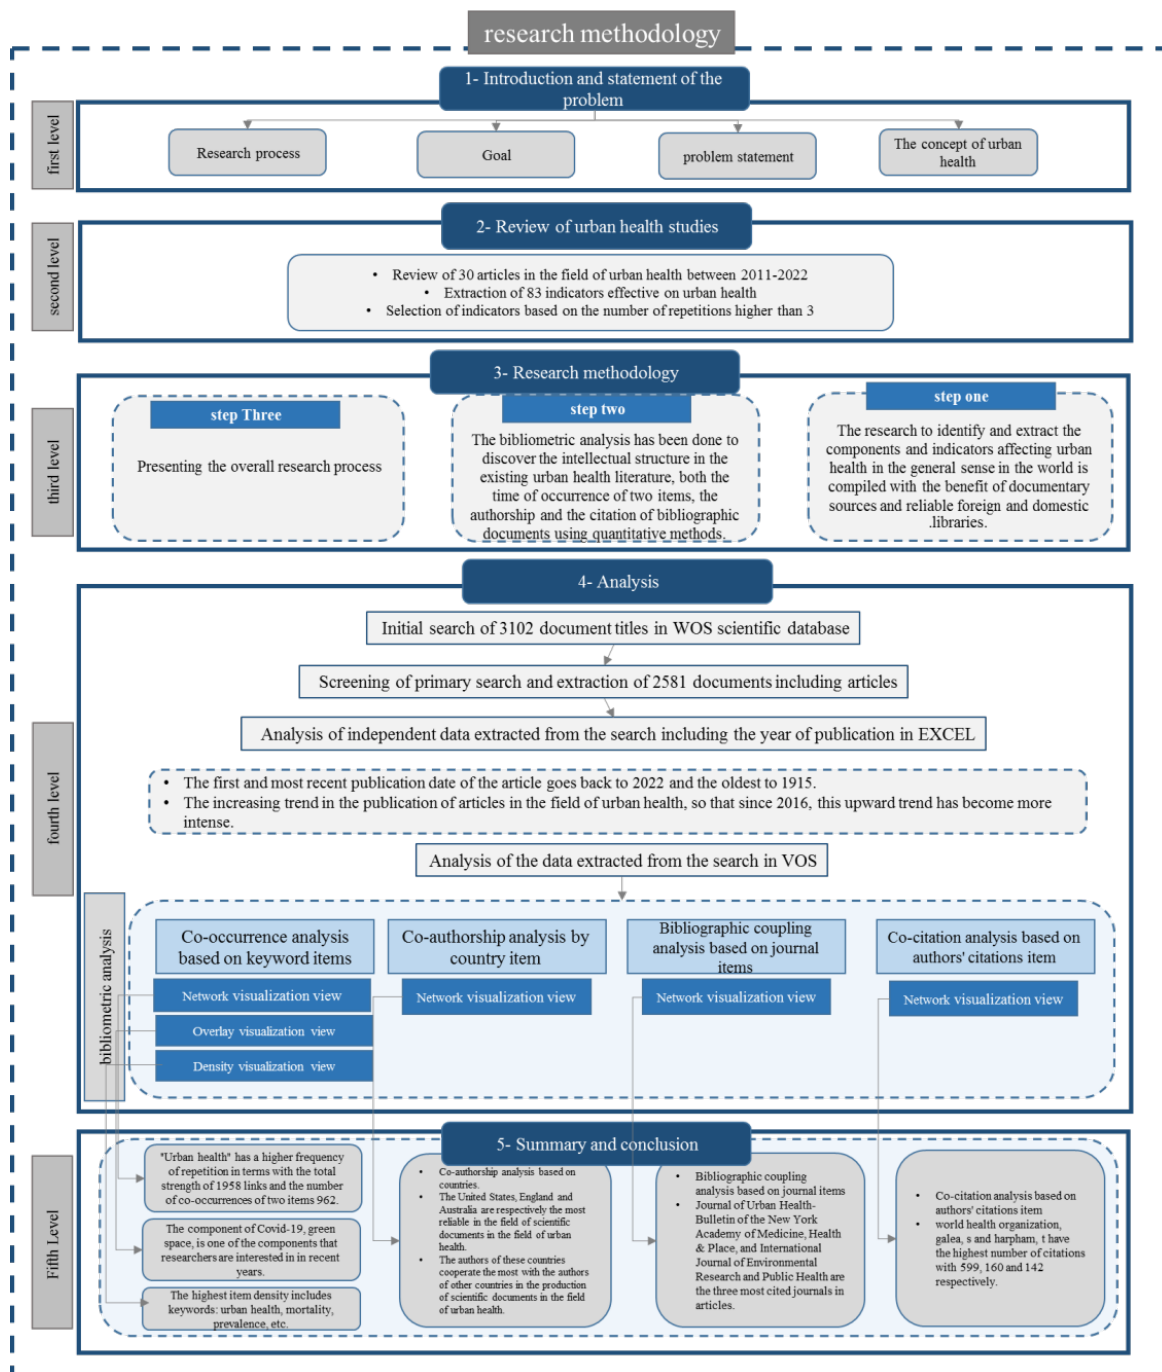 research methodology
1- Introduction and statement of the
problem
first level
Research process
Goal
problem statement
The concept of urban
health
second level
2- Review of urban health studies
• Review of 30 articles in the field of urban health between 2011-2022
• Extraction of 83 indicators effective on urban health
• Selection of indicators based on the number of repetitions higher than 3
third level
3- Research methodology
step Three
Presenting the overall research process
step two
The bibliometric analysis has been done to
discover the intellectual structure in the
existing urban health literature, both the
time of occurrence of two items, the
authorship and the citation of bibliographic
documents using quantitative methods.
step one
The research to identify and extract the
components and indicators affecting urban
health in the general sense in the world is
compiled with the benefit of documentary
sources and reliable foreign and domestic
.libraries.
fourth level
4- Analysis
Initial search of 3102 document titles in WOS scientific database
Screening of primary search and extraction of 2581 documents including articles
Analysis of independent data extracted from the search including the year of publication in EXCEL
• The first and most recent publication date of the article goes back to 2022 and the oldest to 1915.
• The increasing trend in the publication of articles in the field of urban health, so that since 2016, this upward trend has become more
intense.
Analysis of the data extracted from the search in VOS
bibliometric analysis
Co-occurrence analysis
based on keyword items
Network visualization view
Overlay visualization view
Density visualization view
Co-authorship analysis by
country item
Network visualization view
Bibliographic coupling
analysis based on journal
items
Network visualization view
Co-citation analysis based on
authors' citations item
Network visualization view
Fifth Level
5- Summary and conclusion
"Urban health" has a higher frequency
of repetition in terms with the total
strength of 1958 links and the number
of co-occurrences of two items 962.
The component of Covid-19, green
space, is one of the components that
researchers are interested in in recent
years.
The highest item density includes
keywords: urban health, mortality,
prevalence, etc.
• Co-authorship analysis based on
countries.
• The United States, England and
Australia are respectively the most
reliable in the field of scientific
documents in the field of urban
health.
• The authors of these countries
cooperate the most with the authors
of other countries in the production
of scientific documents in the field
of urban health.
• Bibliographic coupling
analysis based on journal items
• Journal of Urban Health-
Bulletin of the New York
Academy of Medicine, Health
& Place, and International
Journal of Environmental
Research and Public Health are
the three most cited journals in
articles.
• Co-citation analysis based on
authors' citations item
• world health organization,
galea, s and harpham, t have
the highest number of citations
with 599, 160 and 142
respectively.